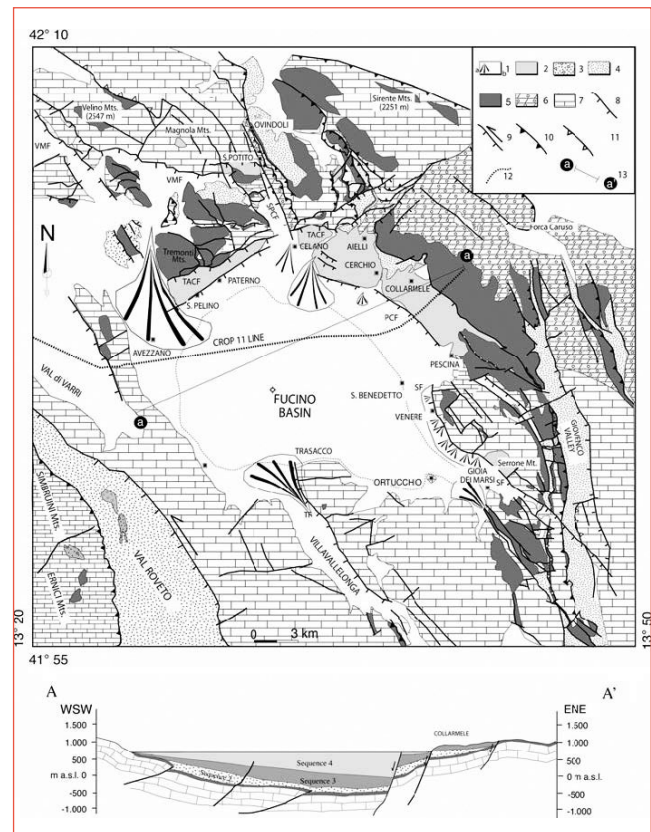 42° 10
a b 1 2 3 4
5 6 7 8
9 10 11
12 a a' 13
Velino Mts.
(2547 m)
Magnola Mts.
Sirente Mts.
(2251 m)
OVINDOLI
S.POTITO
VMF
VMF
SPCF
Forca Caruso
N
TACF
CELANO
AIELLI
CERCHIO
COLLARMELE
a
Tremonti
Mts.
TACF
PATERNO
S. PELINO
PCF
CROP 11 LINE
AVEZZANO
PESCINA
VAL di VARRI
a
FUCINO
BASIN
S. BENEDETTO
SF
VENERE
GIOVENCO
VALLEY
TRASACCO
Serrone Mt.
GIOIA
DEI MARSI
SF
ORTUCCHO
TF
SIMBRUINI Mts.
ERNICI Mts.
VAL ROVETO
VILLAVALLELONGA
13° 20
13° 50
0 3 km
41° 55
A
A'
WSW
ENE
COLLARMELE
1.500
1.000
500
m a.s.l. 0
-500
-1.000
Sequence 4
Sequence 3
1.500
1.000
500
0
-500
-1.000